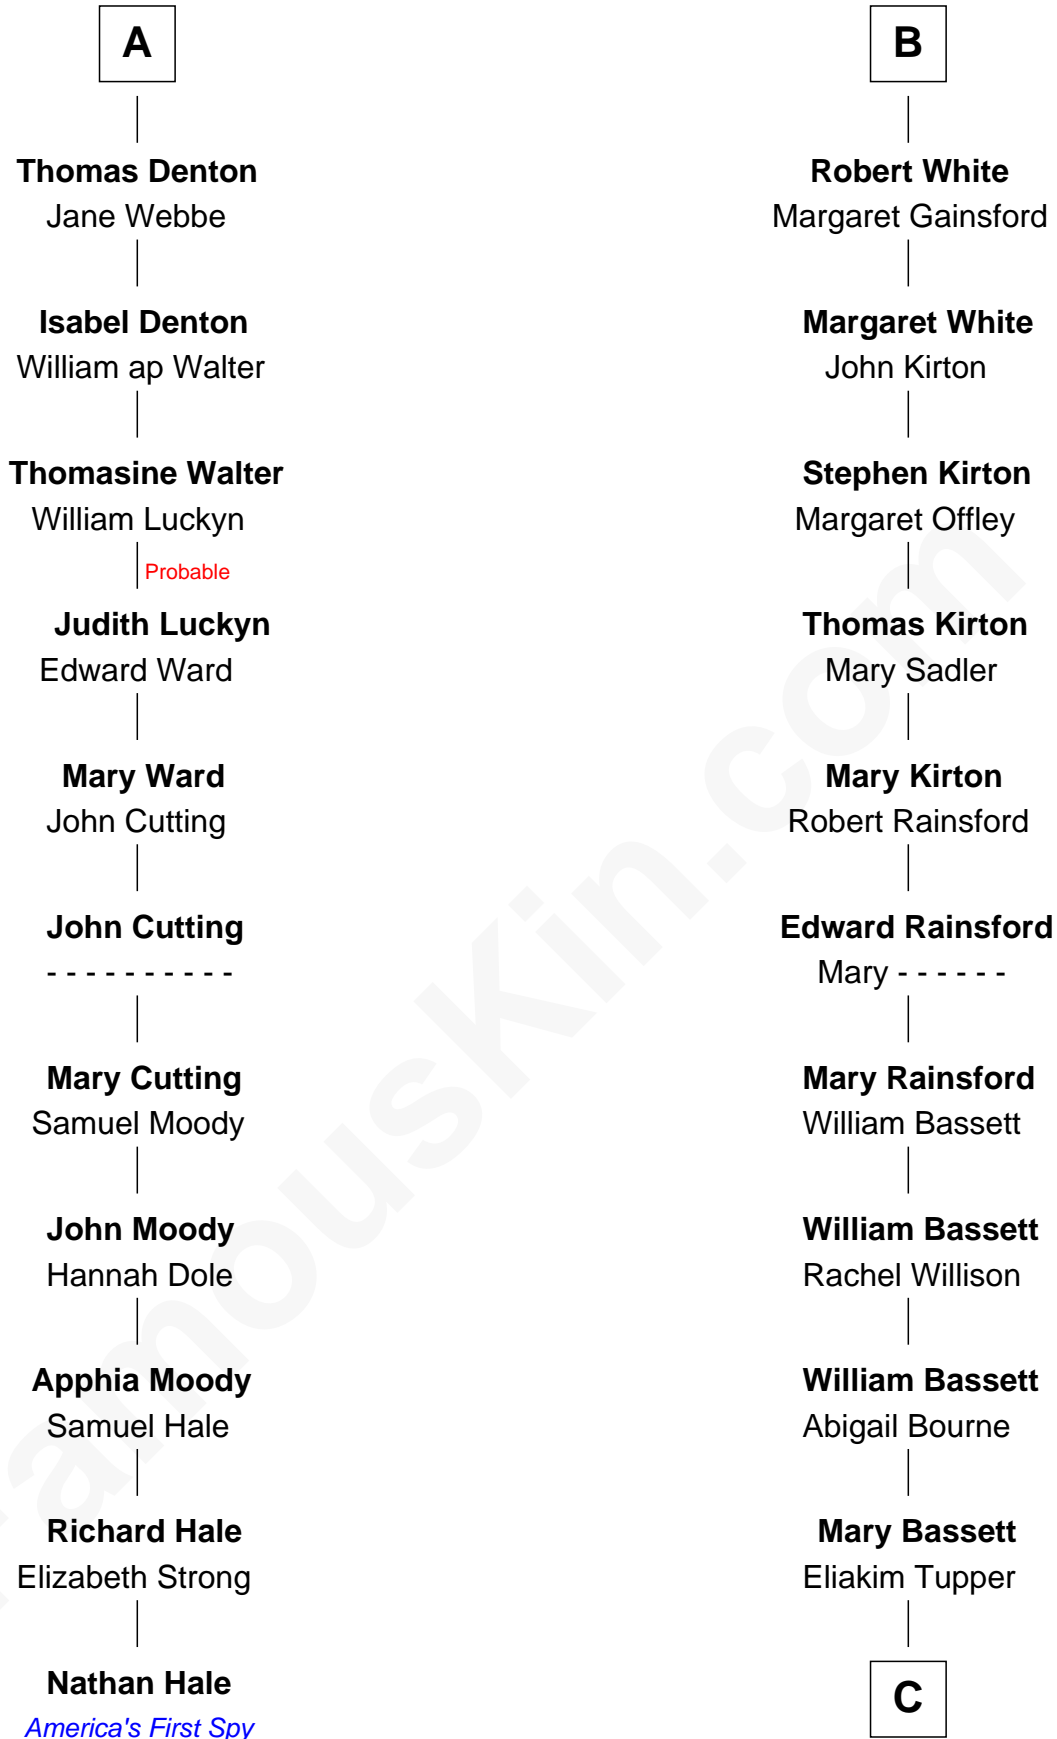 A
Thomas Denton
Jane Webbe
Isabel Denton
William ap Walter
Thomasine Walter
William Luckyn
Probable
Judith Luckyn
Edward Ward
Mary Ward
John Cutting
John Cutting
- - - - - - - - - -
Mary Cutting
Samuel Moody
John Moody
Hannah Dole
Apphia Moody
Samuel Hale
Richard Hale
Elizabeth Strong
Nathan Hale
America's First Spy
B
Robert White
Margaret Gainsford
Margaret White
John Kirton
Stephen Kirton
Margaret Offley
Thomas Kirton
Mary Sadler
Mary Kirton
Robert Rainsford
Edward Rainsford
Mary - - - - - -
Mary Rainsford
William Bassett
William Bassett
Rachel Willison
William Bassett
Abigail Bourne
Mary Bassett
Eliakim Tupper
C
FamousKin.com